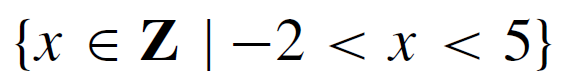 {x ∈ Z | −2 < x < 5}